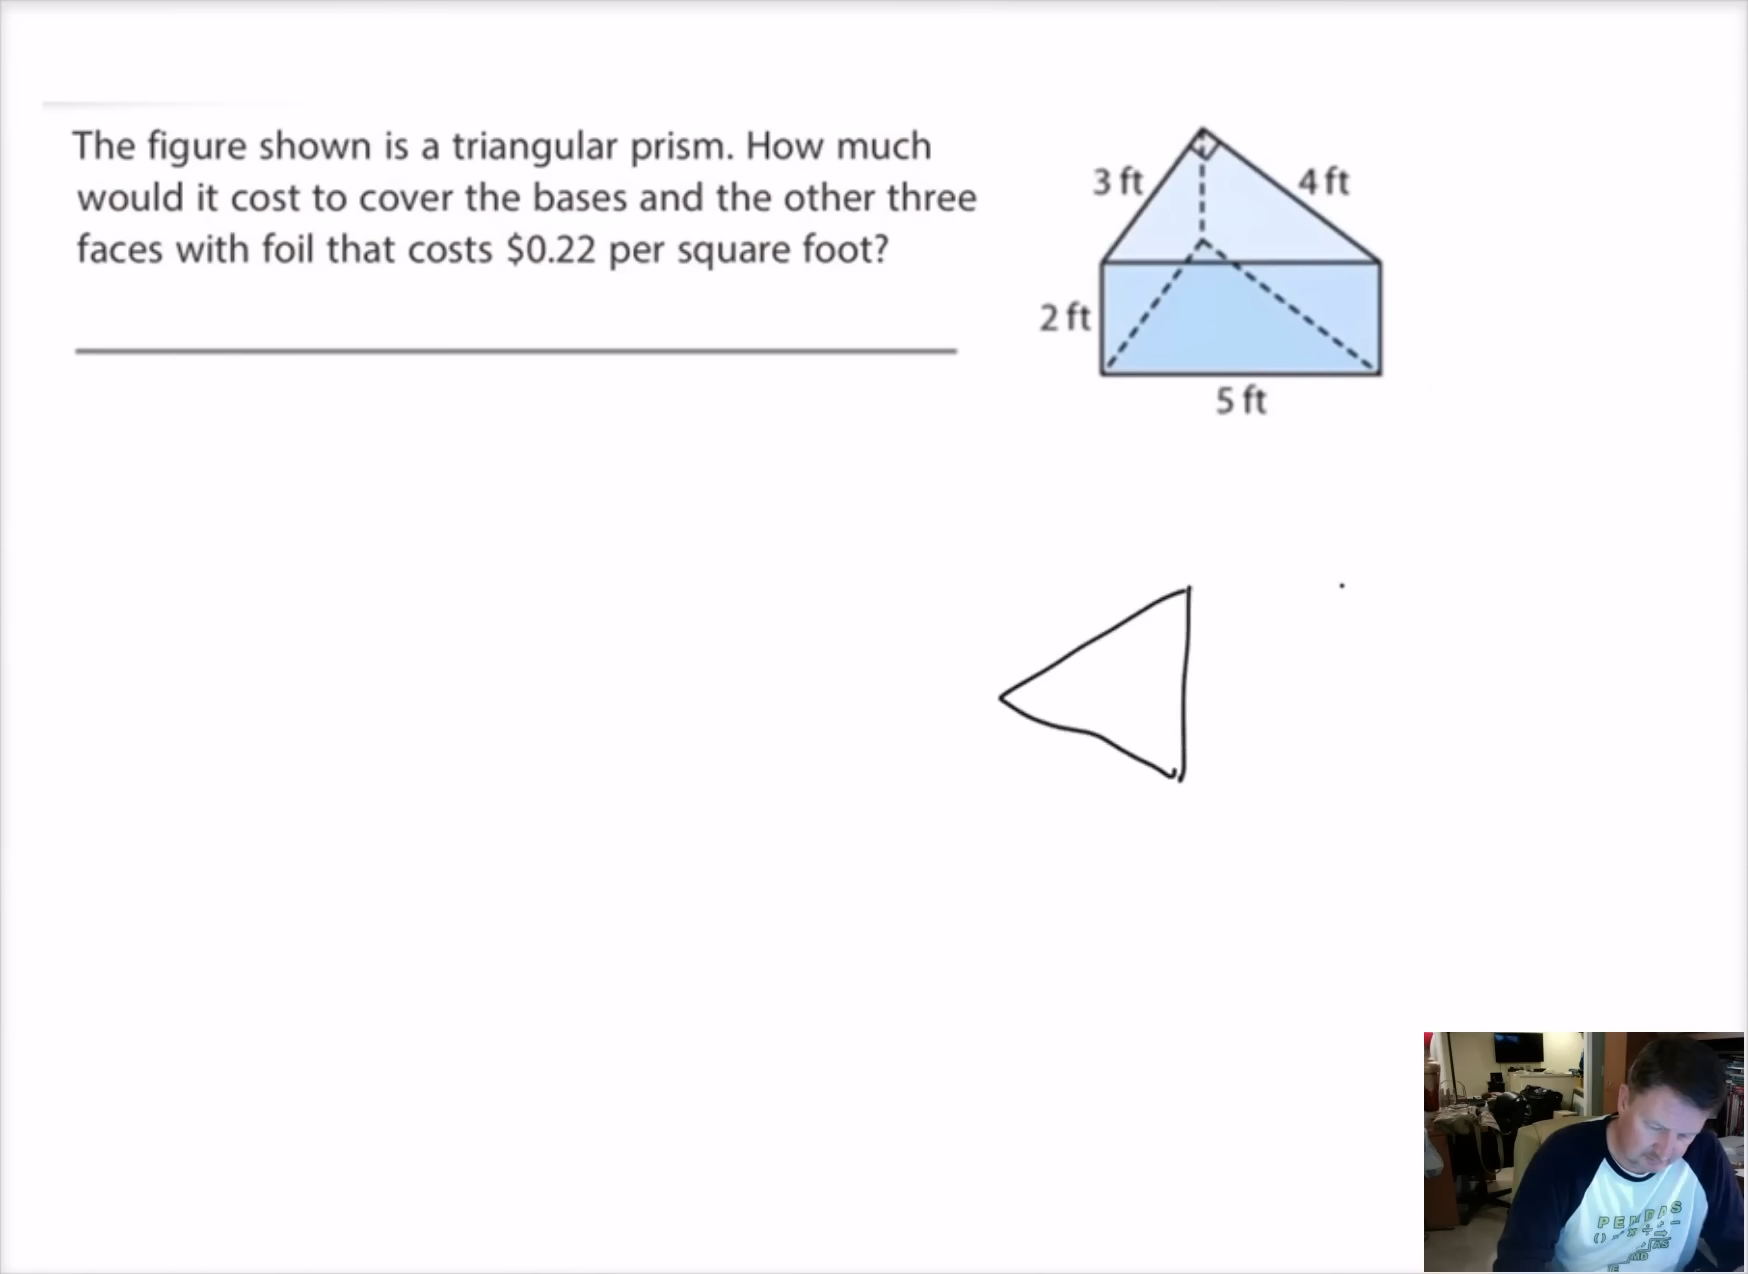 The figure shown is a triangular prism. How much
would it cost to cover the bases and the other three
faces with foil that costs $0.22 per square foot?
3 ft
4 ft
2 ft
5 ft
PEMDAS